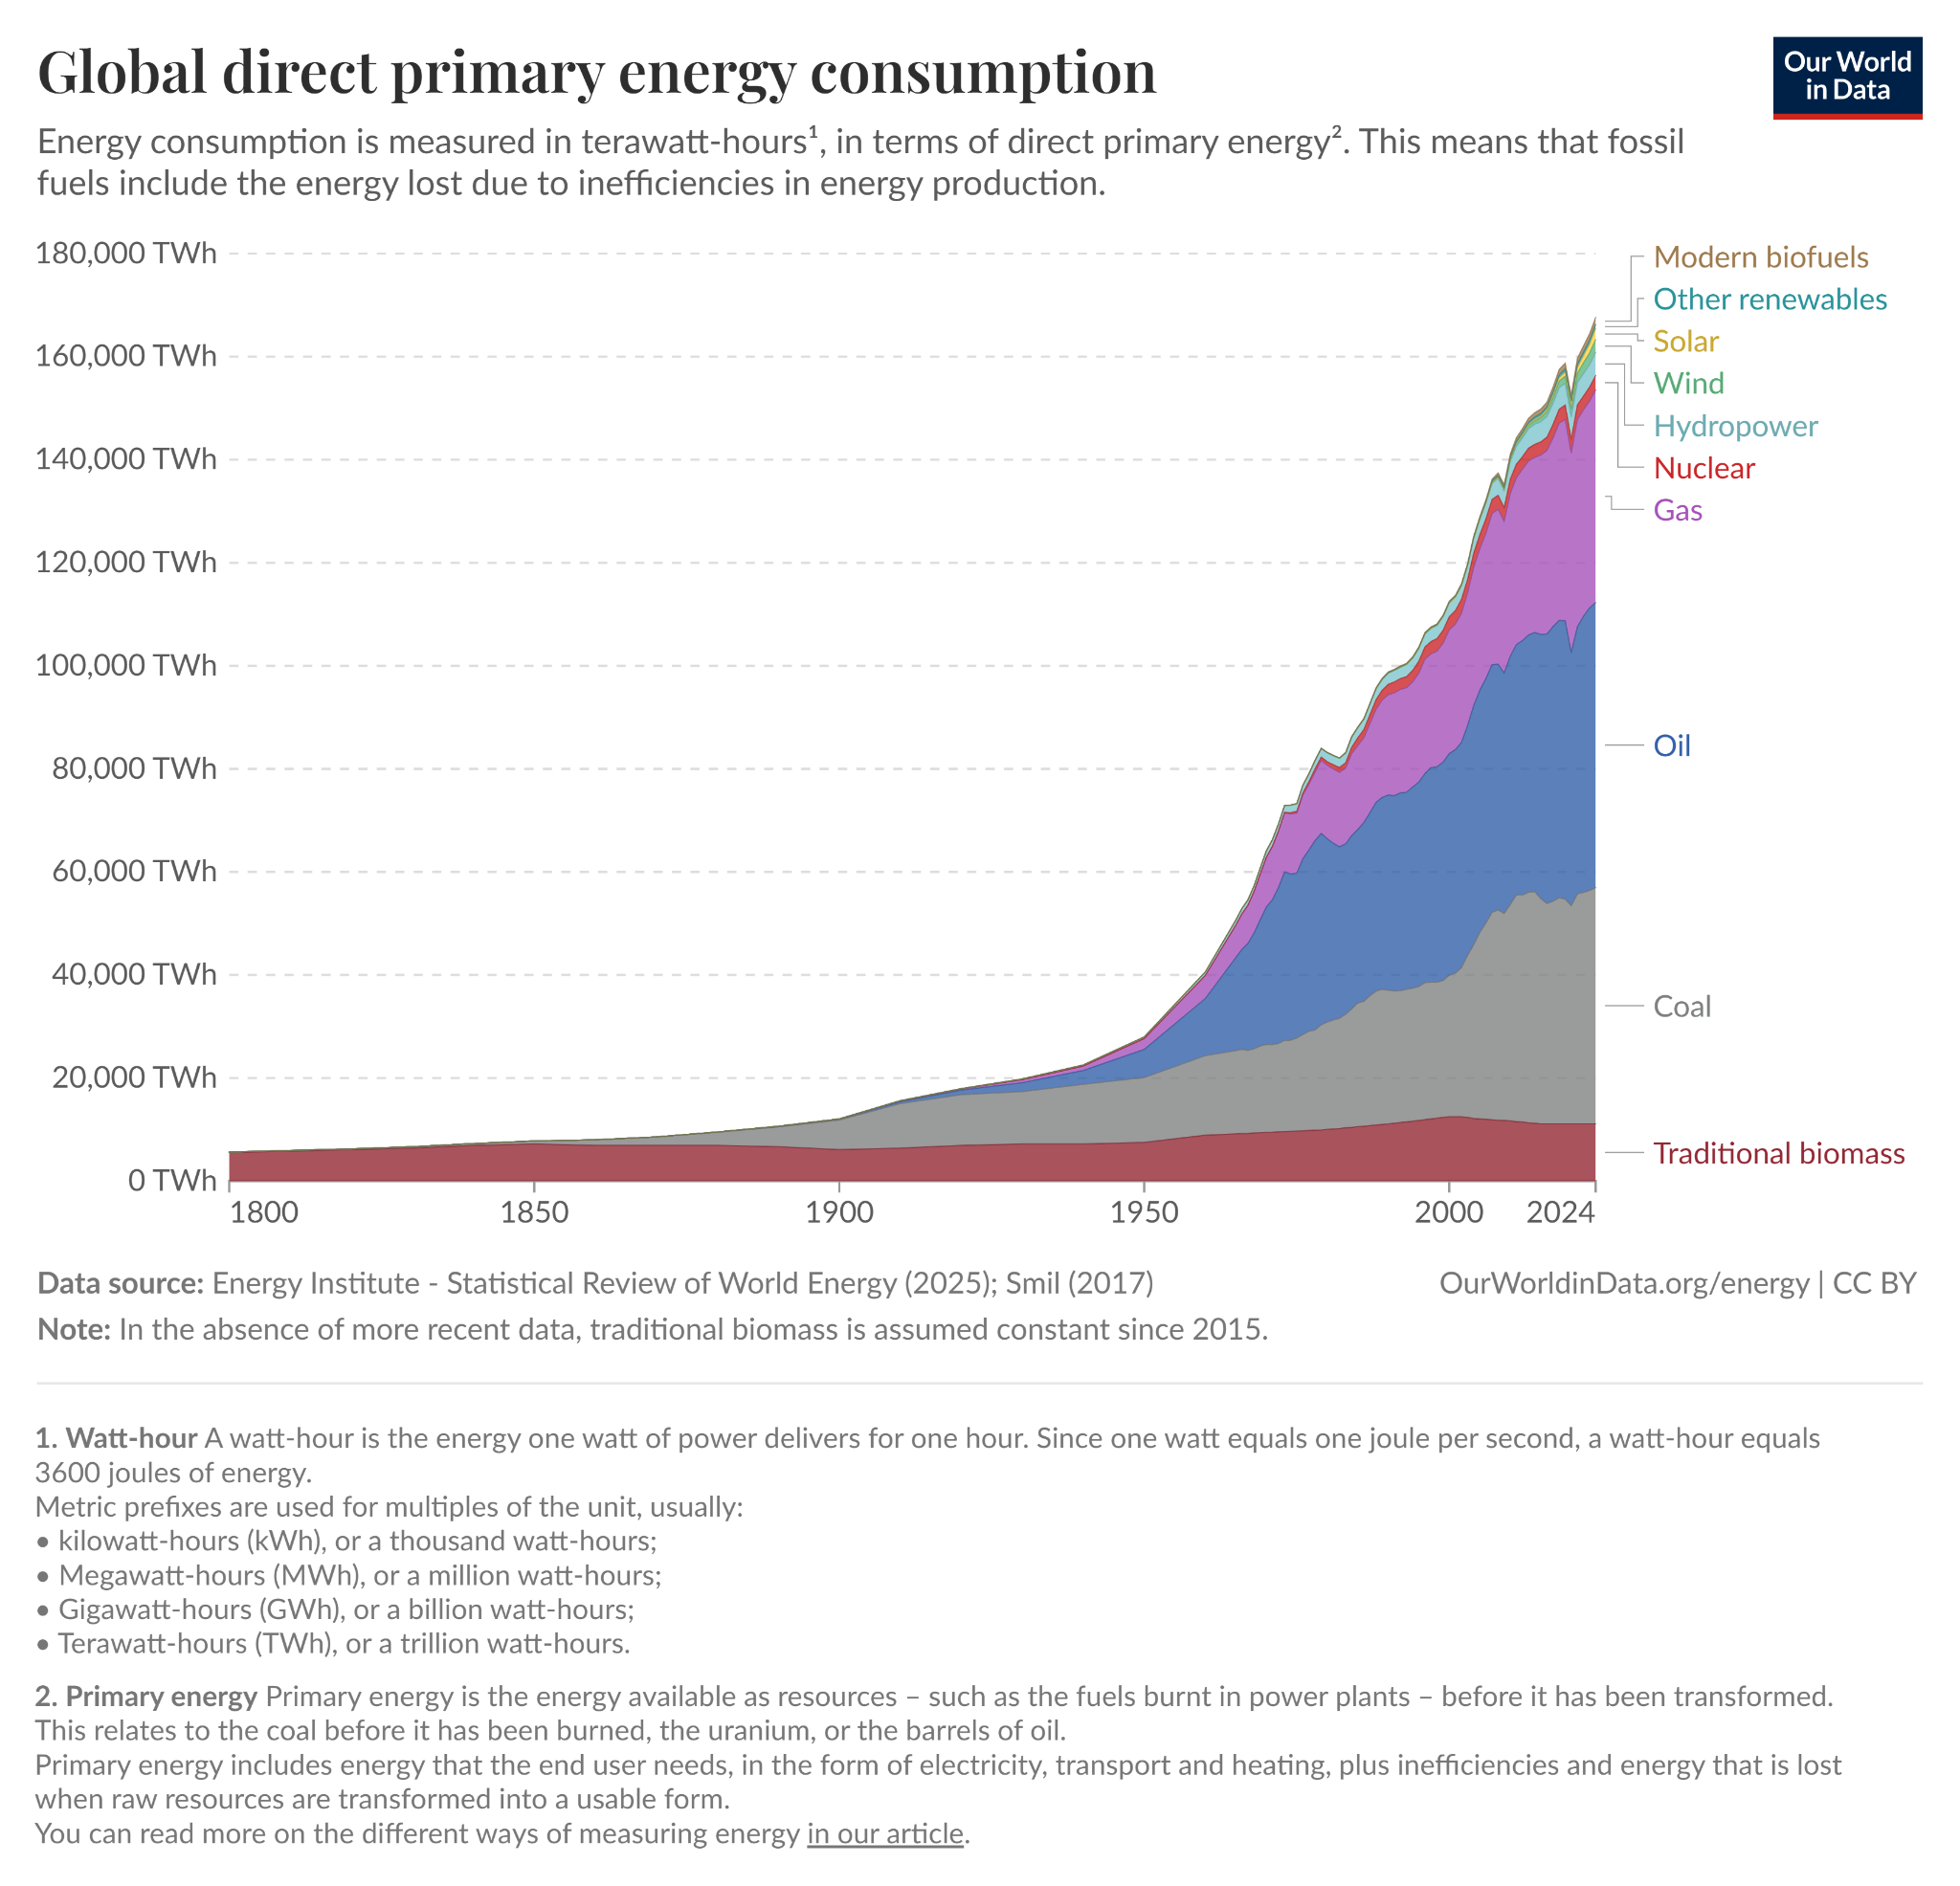 Global direct primary energy consumption
Our World
in Data
Energy consumption is measured in terawatt-hours¹, in terms of direct primary energy². This means that fossil
fuels include the energy lost due to inefficiencies in energy production.
180,000 TWh
160,000 TWh
140,000 TWh
120,000 TWh
100,000 TWh
80,000 TWh
60,000 TWh
40,000 TWh
20,000 TWh
0 TWh
Modern biofuels
Other renewables
Solar
Wind
Hydropower
Nuclear
Gas
Oil
Coal
Traditional biomass
1800 1850 1900 1950 2000 2024
Data source: Energy Institute - Statistical Review of World Energy (2025); Smil (2017)
OurWorldinData.org/energy | CC BY
Note: In the absence of more recent data, traditional biomass is assumed constant since 2015.
1. Watt-hour A watt-hour is the energy one watt of power delivers for one hour. Since one watt equals one joule per second, a watt-hour equals
3600 joules of energy.
Metric prefixes are used for multiples of the unit, usually:
• kilowatt-hours (kWh), or a thousand watt-hours;
• Megawatt-hours (MWh), or a million watt-hours;
• Gigawatt-hours (GWh), or a billion watt-hours;
• Terawatt-hours (TWh), or a trillion watt-hours.
2. Primary energy Primary energy is the energy available as resources – such as the fuels burnt in power plants – before it has been transformed.
This relates to the coal before it has been burned, the uranium, or the barrels of oil.
Primary energy includes energy that the end user needs, in the form of electricity, transport and heating, plus inefficiencies and energy that is lost
when raw resources are transformed into a usable form.
You can read more on the different ways of measuring energy in our article.